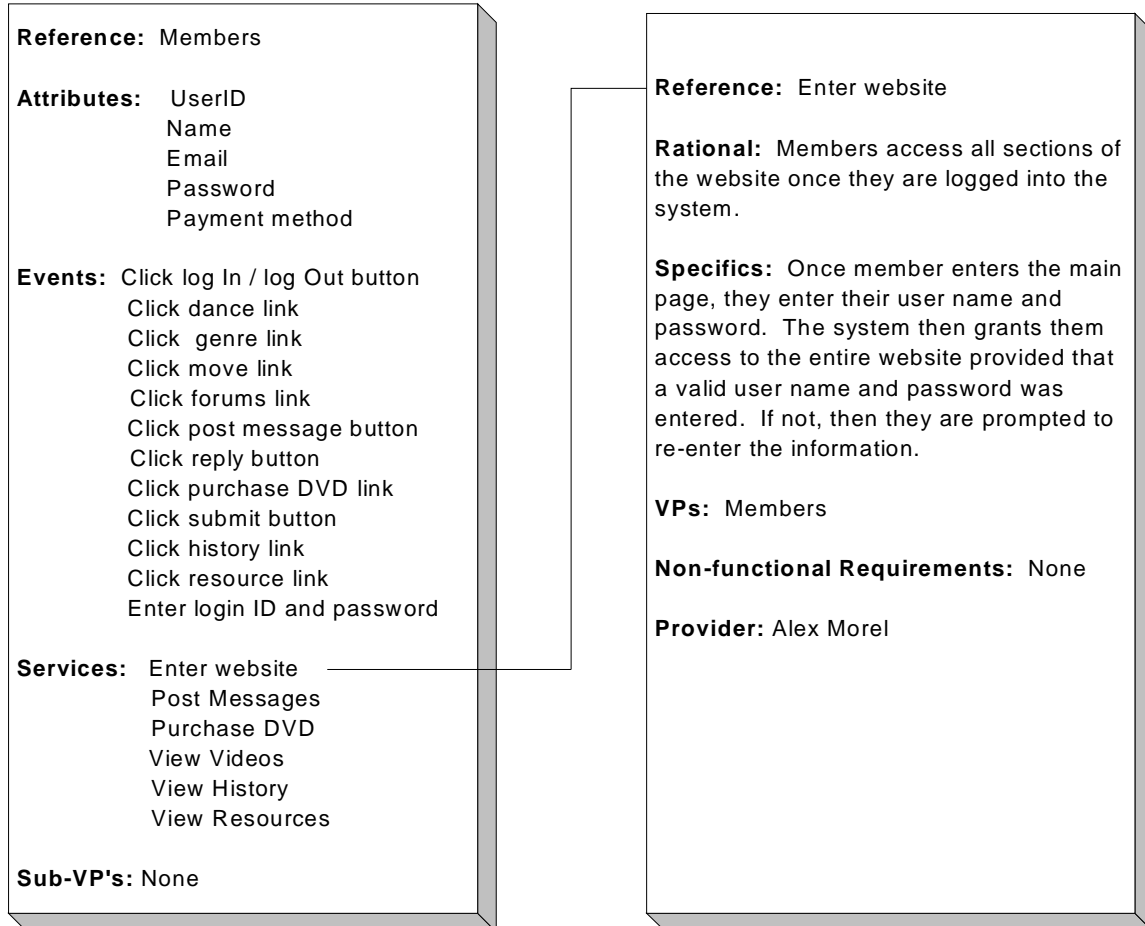 Reference: Members
Attributes: UserID
Name
Email
Password
Payment method
Events: Click log In / log Out button
Click dance link
Click genre link
Click move link
Click forums link
Click post message button
Click reply button
Click purchase DVD link
Click submit button
Click history link
Click resource link
Enter login ID and password
Services: Enter website
Post Messages
Purchase DVD
View Videos
View History
View Resources
Sub-VP's: None
Reference: Enter website
Rational: Members access all sections of
the website once they are logged into the
system.
Specifics: Once member enters the main
page, they enter their user name and
password. The system then grants them
access to the entire website provided that
a valid user name and password was
entered. If not, then they are prompted to
re-enter the information.
VPs: Members
Non-functional Requirements: None
Provider: Alex Morel